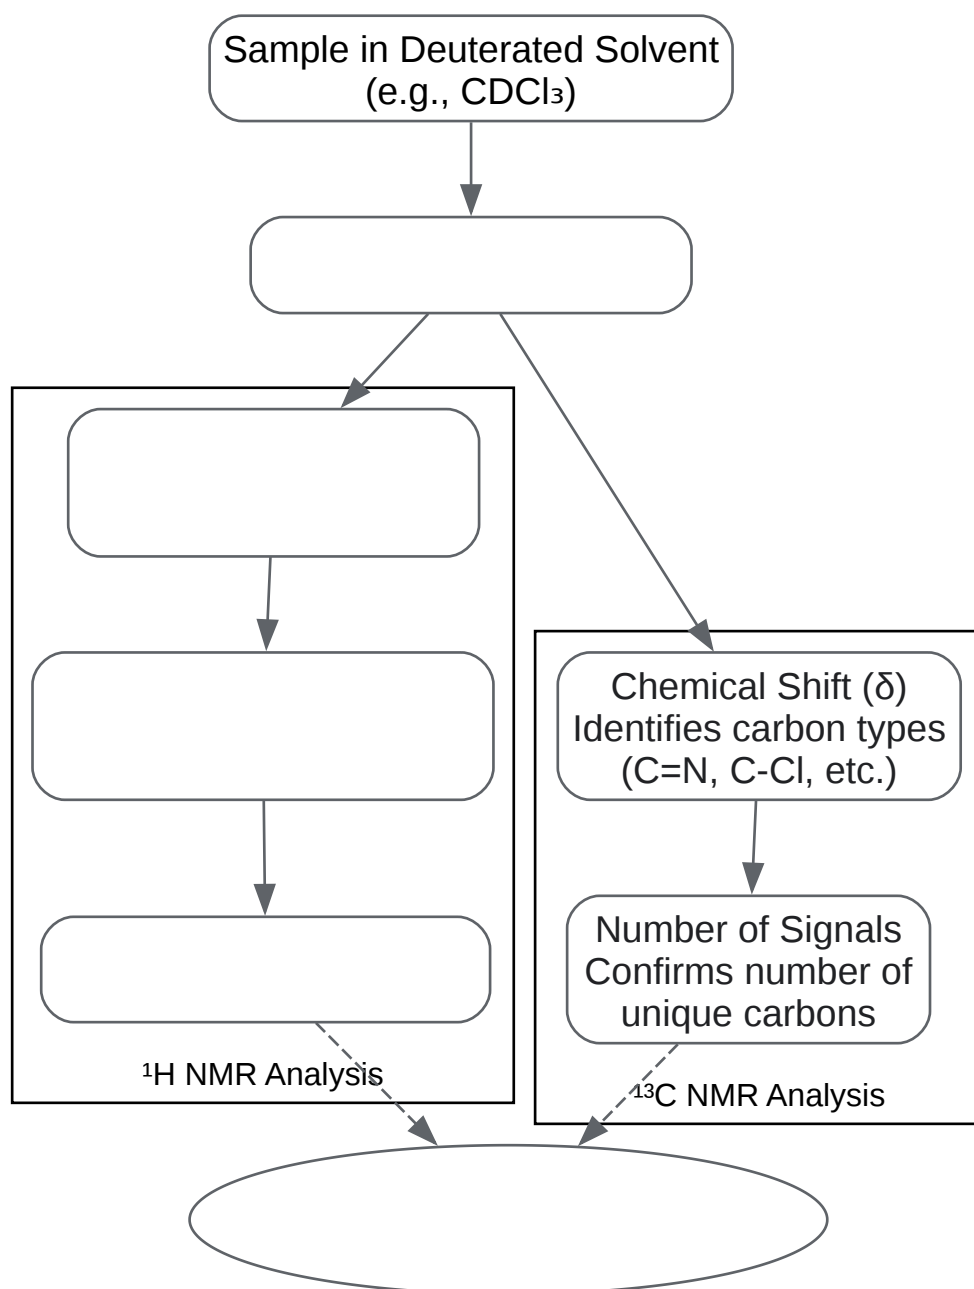 Sample in Deuterated Solvent
(e.g., CDCl₃)
Chemical Shift (δ)
Identifies carbon types
(C=N, C-Cl, etc.)
Number of Signals
Confirms number of
unique carbons
¹H NMR Analysis
¹³C NMR Analysis